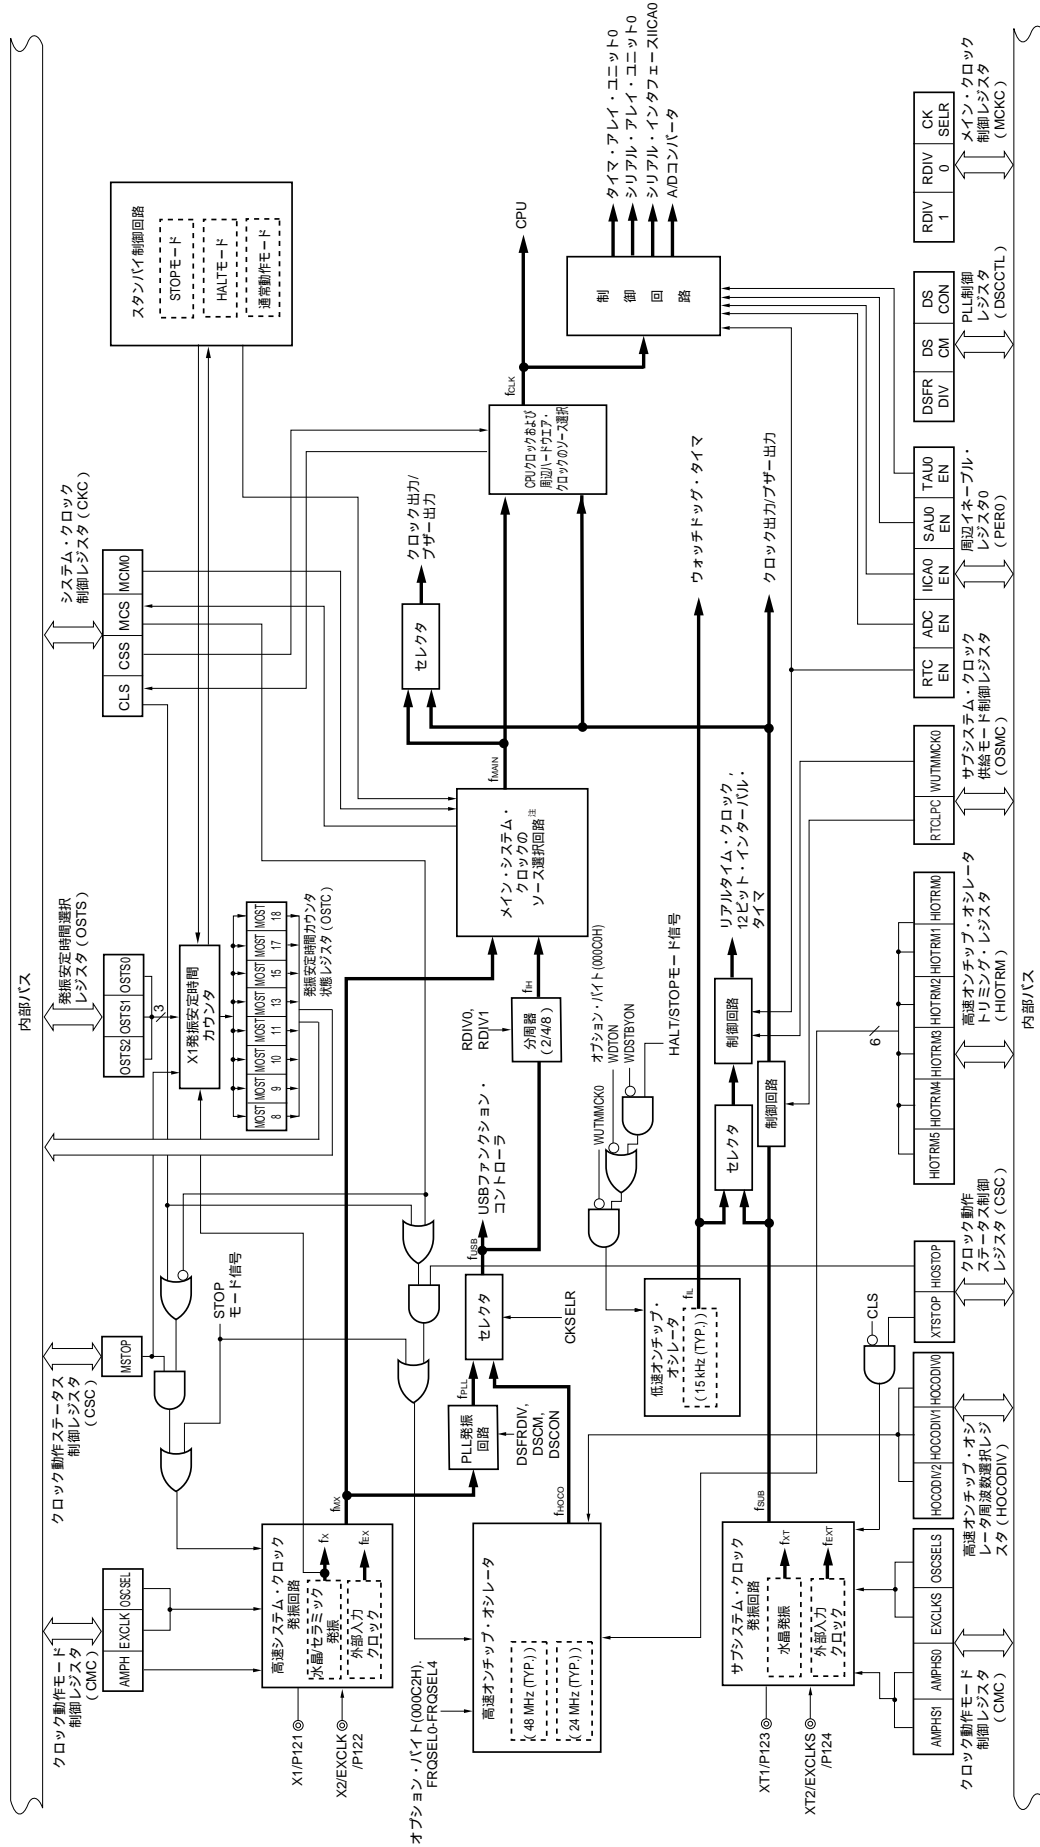 内部バス
クロック動作モード
制御レジスタ
(CMC)
AMPH
EXCLK
OSCSEL
クロック動作ステータス
制御レジスタ
(CSC)
MSTOP
発振安定時間選択
レジスタ(OSTS)
OSTS2
OSTS1
OSTS0
3
システム・クロック
制御レジスタ(CKC)
CLS
CSS
MCS
MCM0
スタンバイ制御回路
STOPモード
HALTモード
通常動作モード
X1発振安定時間
カウンタ
MOST
8
MOST
9
MOST
10
MOST
11
MOST
13
MOST
15
MOST
17
MOST
18
発振安定時間カウンタ
状態レジスタ(OSTC)
STOP
モード信号
X1/P121
X2/EXCLK
/P122
高速システム・クロック
発振回路
水晶/セラミック
発振
fX
外部入力
クロック
fEX
fMX
PLL発振
回路
fPLL
DSFRDIV,
DSCM,
DSCON
セレクタ
CKSELR
fUSB
USBファンクション・
コントローラ
RDIV0,
RDIV1
分周器
(2/4/8)
fIH
メイン・システム・
クロックの
ソース選択回路注
fMAIN
セレクタ
クロック出力/
ブザー出力
CPUクロックおよび
周辺ハードウエア・
クロックのソース選択
fCLK
CPU
制御回路
タイマ・アレイ・ユニット0
シリアル・アレイ・ユニット0
シリアル・インタフェースIICA0
A/Dコンバータ
オプション・バイト(000C2H).
FRQSEL0-FRQSEL4
高速オンチップ・オシレータ
(48 MHz (TYP.))
(24 MHz (TYP.))
fHOCO
オプション・バイト(000C0H)
WUTMMCK0
WDTON
WDSTBYON
HALT/STOPモード信号
低速オンチップ・
オシレータ
(15 kHz (TYP.))
fIL
ウォッチドッグ・タイマ
セレクタ
制御回路
リアルタイム・クロック,
12ビット・インターバル・
タイマ
制御回路
クロック出力/ブザー出力
XT1/P123
XT2/EXCLKS
/P124
サブシステム・クロック
発振回路
水晶発振
fXT
外部入力
クロック
fEXT
fSUB
CLS
6
AMPHS1
AMPHS0
EXCLKS
OSCSELS
クロック動作モード
制御レジスタ
(CMC)
HOCODIV2
HOCODIV1
HOCODIV0
高速オンチップ・オシ
レータ周波数選択レジ
スタ(HOCODIV)
XTSTOP
HIOSTOP
クロック動作
ステータス制御
レジスタ(CSC)
HIOTRM5
HIOTRM4
HIOTRM3
HIOTRM2
HIOTRM1
HIOTRM0
高速オンチップ・オシレータ
トリミング・レジスタ
(HIOTRM)
RTCLPC
WUTMMCK0
サブシステム・クロック
供給モード制御レジスタ
(OSMC)
RTC
EN
ADC
EN
IICA0
EN
SAU0
EN
TAU0
EN
周辺イネーブル・
レジスタ0
(PER0)
DSFR
DIV
DS
CM
DS
CON
PLL制御
レジスタ
(DSCCTL)
RDIV
1
RDIV
0
CK
SELR
メイン・クロック
制御レジスタ
(MCKC)
内部バス